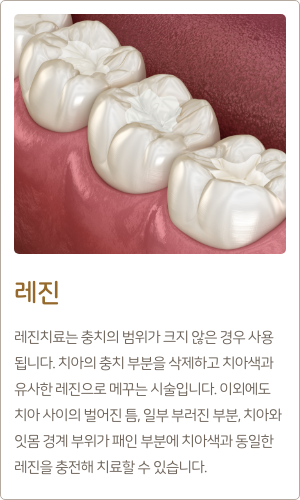 레진
레진치료는 충치의 범위가 크지 않은 경우 사용
됩니다. 치아의 충치 부분을 삭제하고 치아색과
유사한 레진으로 메꾸는 시술입니다. 이외에도
치아 사이의 벌어진 틈, 일부 부러진 부분, 치아와
잇몸 경계 부위가 패인 부분에 치아색과 동일한
레진을 충전해 치료할 수 있습니다.